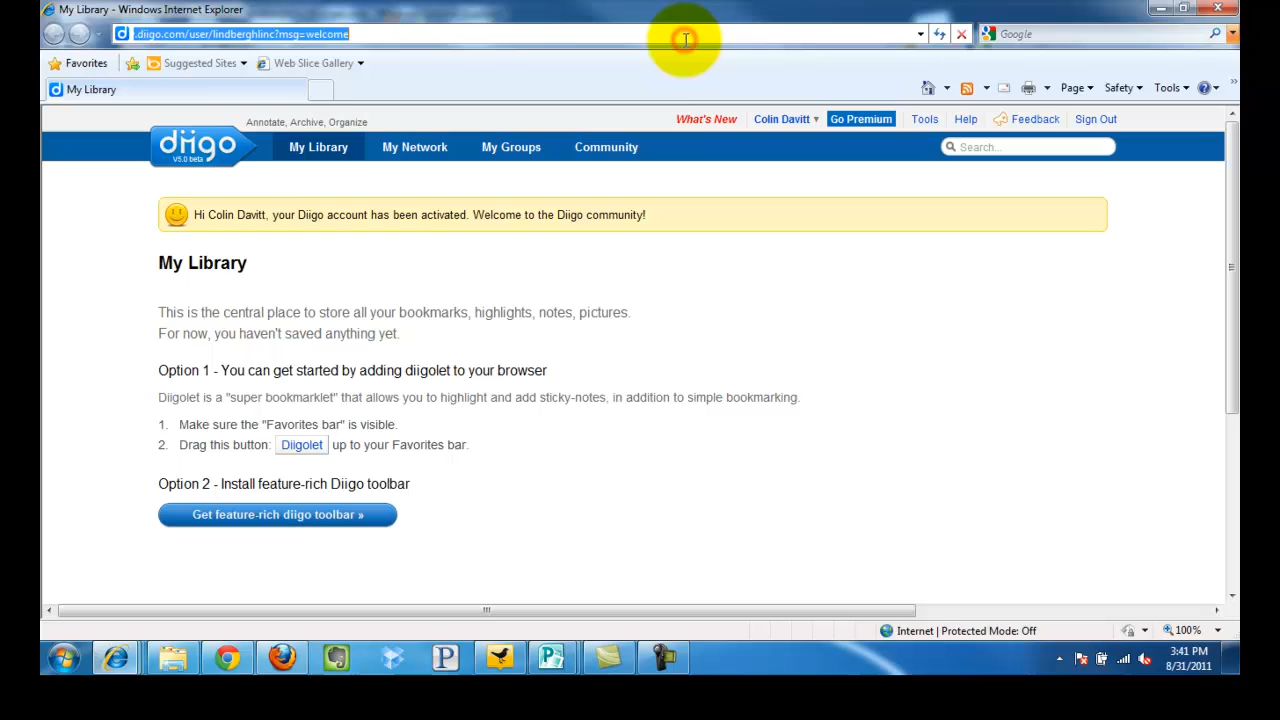 My Library - Windows Internet Explorer
.diigo.com/user/lindberghlinc?msg=welcome
Google
Favorites
Suggested Sites
Web Slice Gallery
My Library
Page
Safety
Tools
Annotate, Archive, Organize
What's New
Colin Davitt
Go Premium
Tools
Help
Feedback
Sign Out
diigo
V5.0 beta
My Library
My Network
My Groups
Community
Search...
Hi Colin Davitt, your Diigo account has been activated. Welcome to the Diigo community!
My Library
This is the central place to store all your bookmarks, highlights, notes, pictures.
For now, you haven't saved anything yet.
Option 1 - You can get started by adding diigolet to your browser
Diigolet is a "super bookmarklet" that allows you to highlight and add sticky-notes, in addition to simple bookmarking.
1. Make sure the "Favorites bar" is visible.
2. Drag this button: Diigolet up to your Favorites bar.
Option 2 - Install feature-rich Diigo toolbar
Get feature-rich diigo toolbar »
Internet | Protected Mode: Off
100%
3:41 PM
8/31/2011